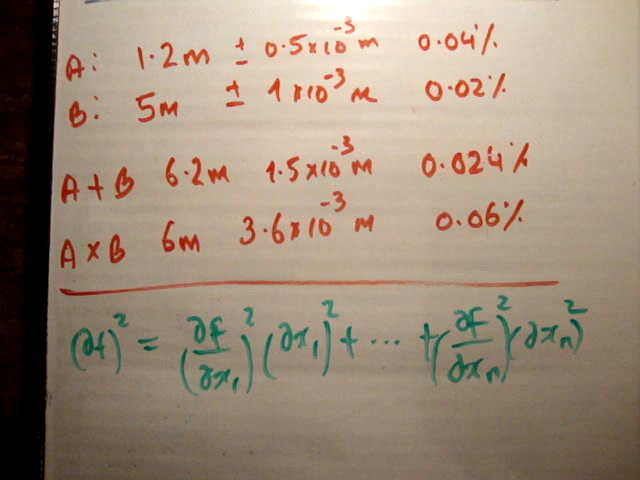 A: 1.2m ± 0.5×10⁻³m 0.04%
B: 5m ± 1×10⁻³m 0.02%
A+B 6.2m 1.5×10⁻³m 0.024%
A×B 6m 3.6×10⁻³m 0.06%
(∂f)² = (∂f/∂x₁)² (∂x₁)² + ... + (∂f/∂xₙ)² (∂xₙ)²